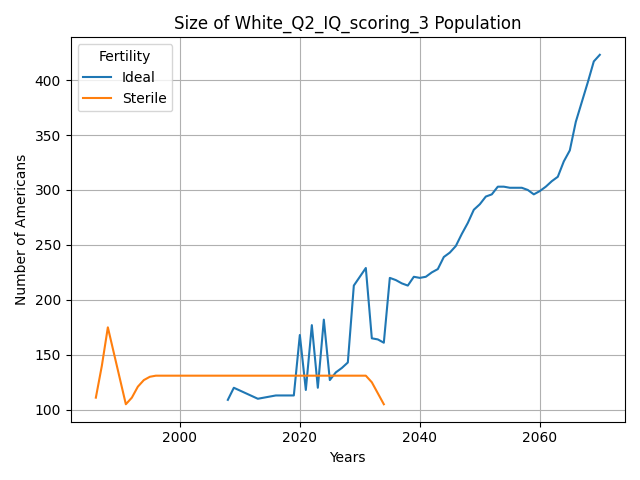 Size of White_Q2_IQ_scoring_3 Population
Fertility
Ideal
Sterile
Number of Americans
400
350
300
250
200
150
100
2000
2020
2040
2060
Years